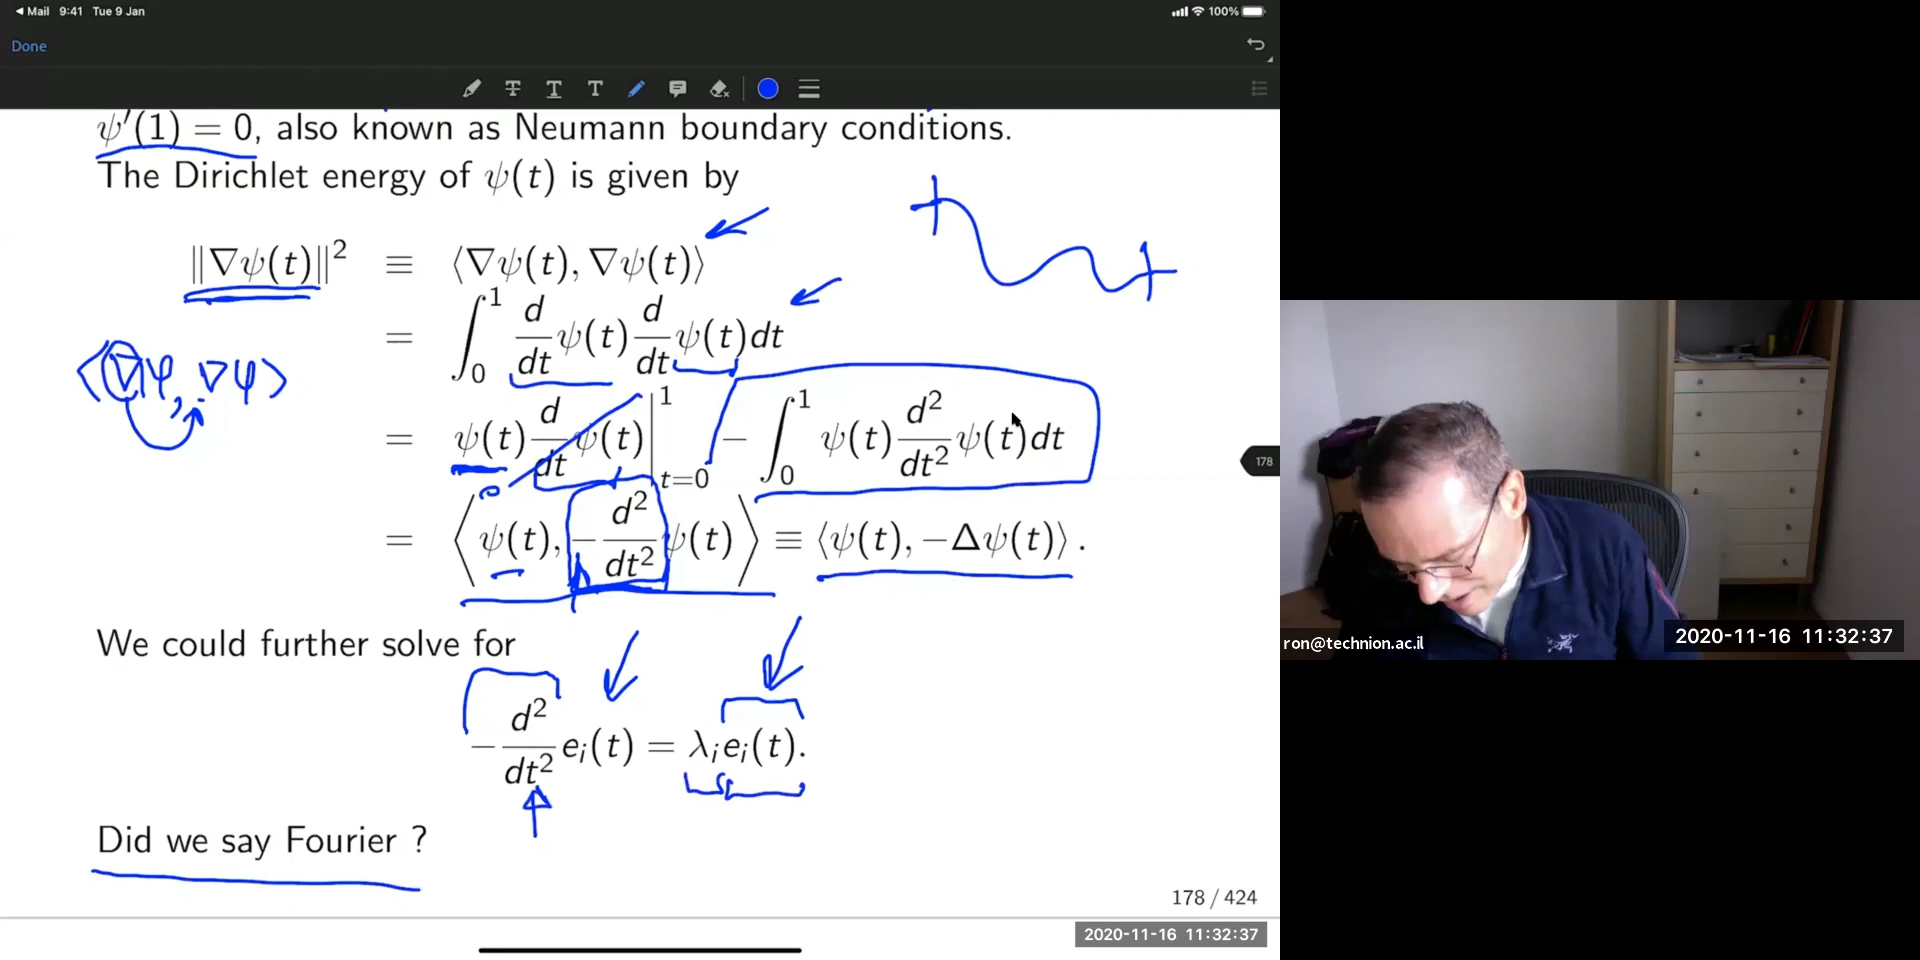 Mail 9:41 Tue 9 Jan 100%
Done
ψ′(1) = 0, also known as Neumann boundary conditions.
The Dirichlet energy of ψ(t) is given by
‖∇ψ(t)‖² ≡ ⟨∇ψ(t), ∇ψ(t)⟩
= ∫₀¹ d/dt ψ(t) d/dt ψ(t)dt
⟨∇ψ, ∇ψ⟩
= ψ(t) d/dt ψ(t)|¹ₜ₌₀ − ∫₀¹ ψ(t) d²/dt² ψ(t)dt
178
0
= ⟨ψ(t), − d²/dt² ψ(t)⟩ ≡ ⟨ψ(t), −Δψ(t)⟩.
We could further solve for
− d²/dt² eᵢ(t) = λᵢeᵢ(t).
Did we say Fourier ?
178 / 424
2020-11-16 11:32:37
ron@technion.ac.il
2020-11-16 11:32:37